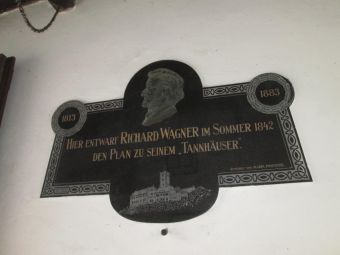 1813
1883
HIER ENTWARF RICHARD WAGNER IM SOMMER 1842
DEN PLAN ZU SEINEM „TANNHÄUSER“.